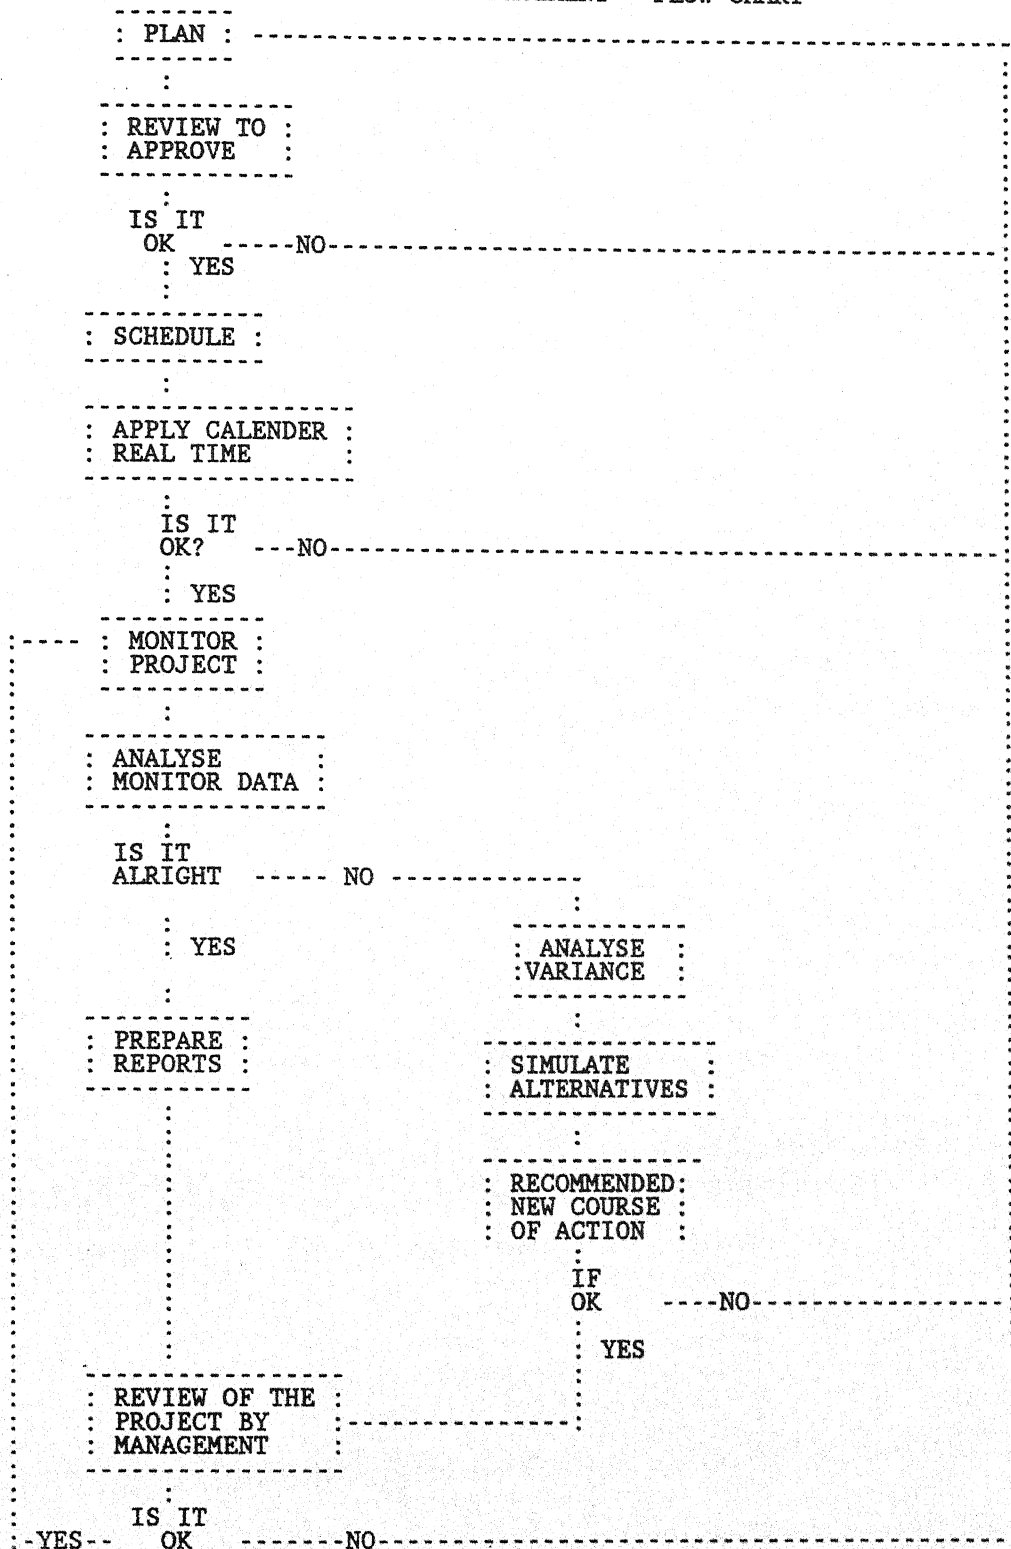 FLOW CHART
: PLAN :
: REVIEW TO :
: APPROVE :
IS IT
OK -----NO-----
: YES
: SCHEDULE :
: APPLY CALENDER :
: REAL TIME :
IS IT
OK? ---NO---
: YES
: MONITOR :
: PROJECT :
: ANALYSE :
: MONITOR DATA :
IS IT
ALRIGHT ----- NO -----
: YES
: ANALYSE :
:VARIANCE :
: PREPARE :
: REPORTS :
: SIMULATE :
: ALTERNATIVES :
: RECOMMENDED:
: NEW COURSE :
: OF ACTION :
IF
OK ----NO----
: YES
: REVIEW OF THE :
: PROJECT BY :
: MANAGEMENT :
IS IT
-YES-- OK -------NO-------